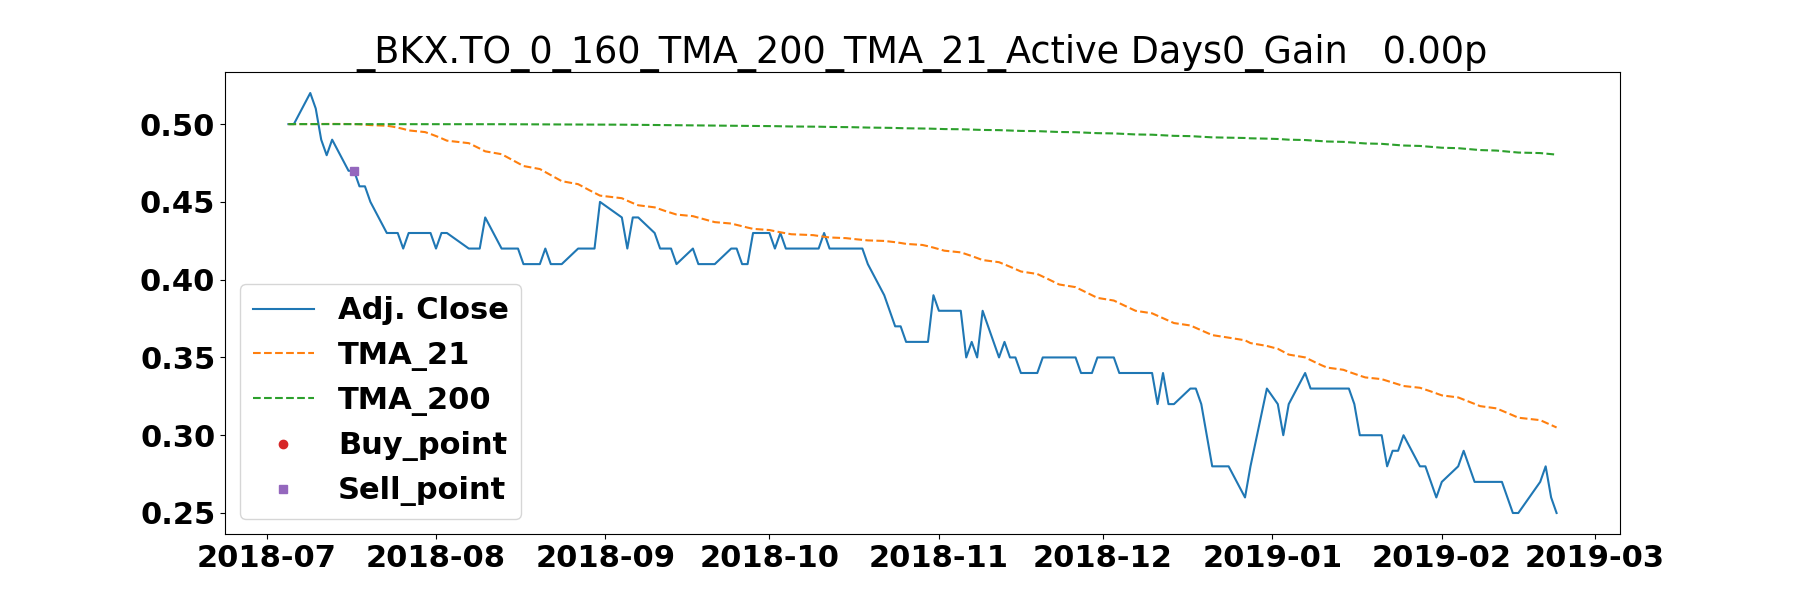 _BKX.TO_0_160_TMA_200_TMA_21_Active Days0_Gain   0.00p
0.50
0.45
0.40
0.35
0.30
0.25
Adj. Close
TMA_21
TMA_200
Buy_point
Sell_point
2018-07 2018-08 2018-09 2018-10 2018-11 2018-12 2019-01 2019-02 2019-03